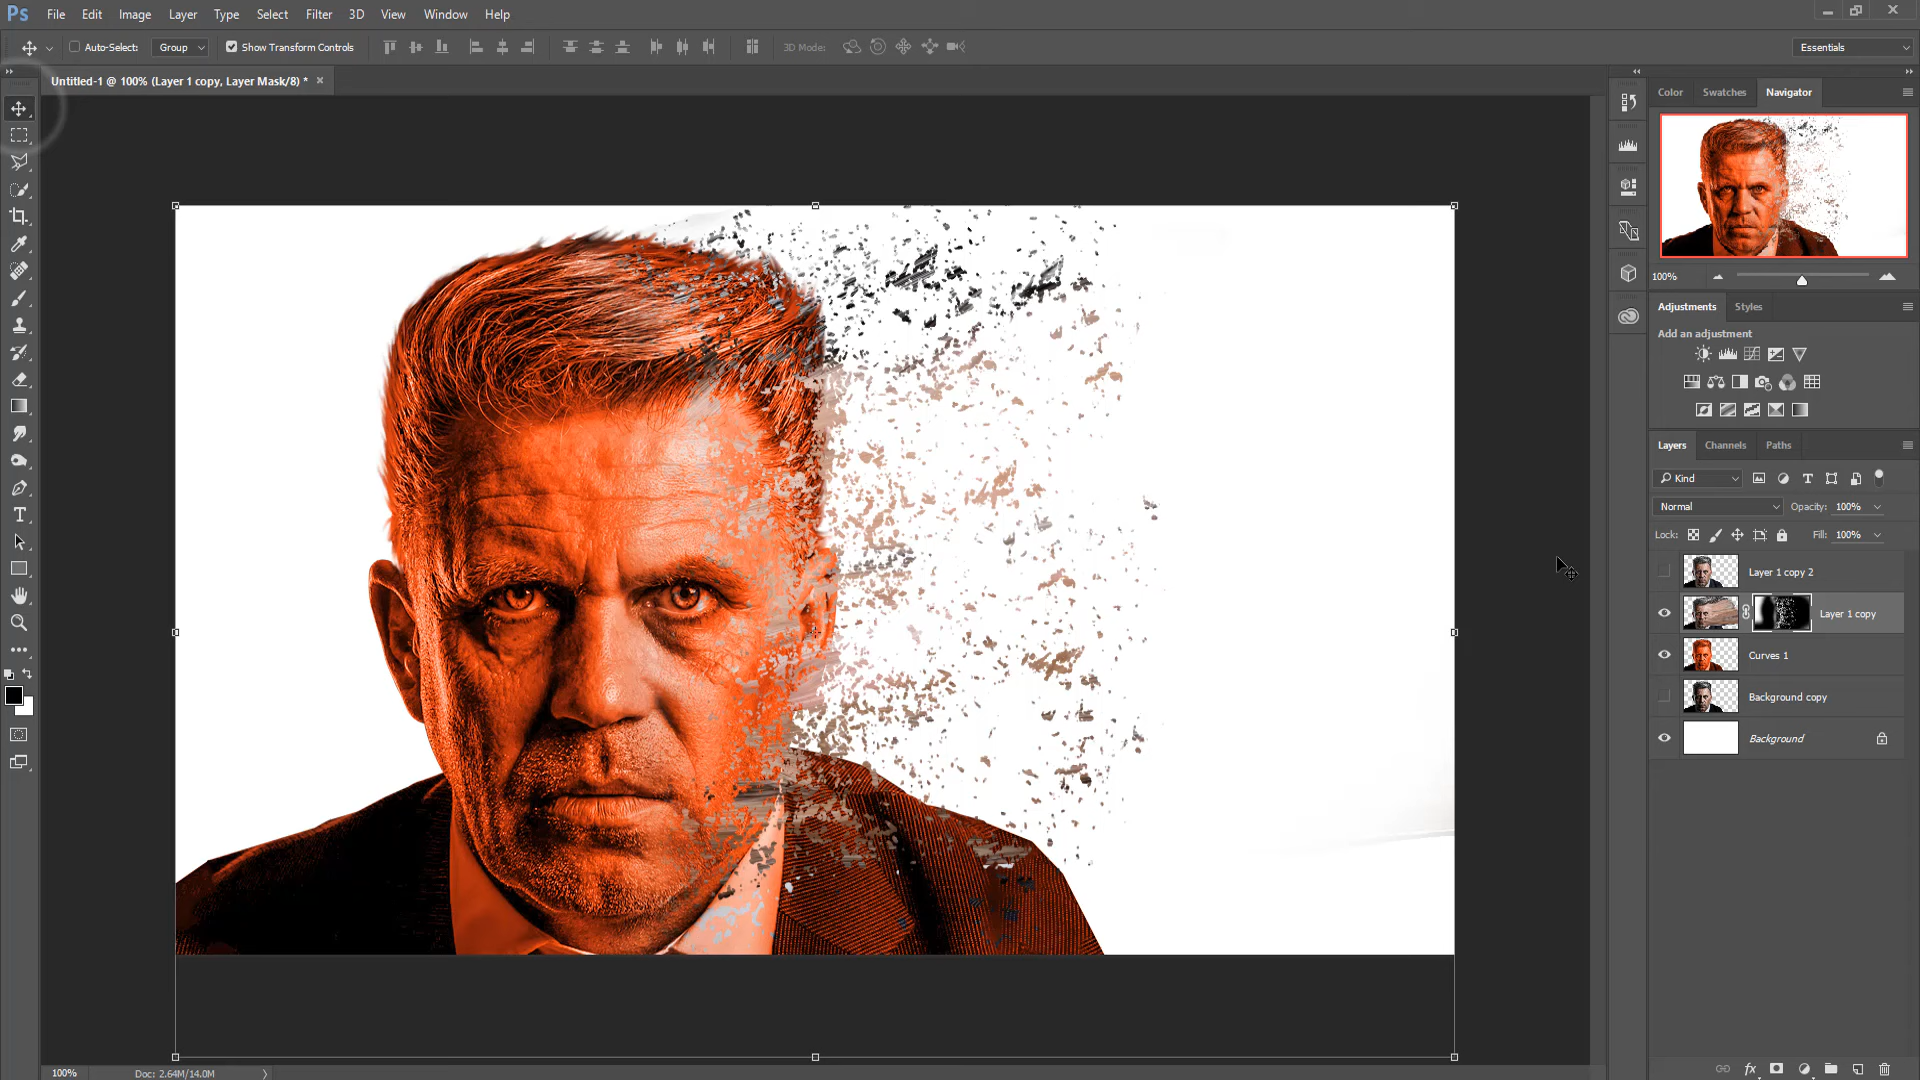 Ps File Edit Image Layer Type Select Filter 3D View Window Help
Auto-Select: Group Show Transform Controls 3D Mode: Essentials
Untitled-1 @ 100% (Layer 1 copy, Layer Mask/8) * ×
Color Swatches Navigator
100%
Adjustments Styles
Add an adjustment
Layers Channels Paths
Kind
Normal Opacity: 100%
Lock: Fill: 100%
Layer 1 copy 2
Layer 1 copy
Curves 1
Background copy
Background
fx
100% Doc: 2.64M/14.0M